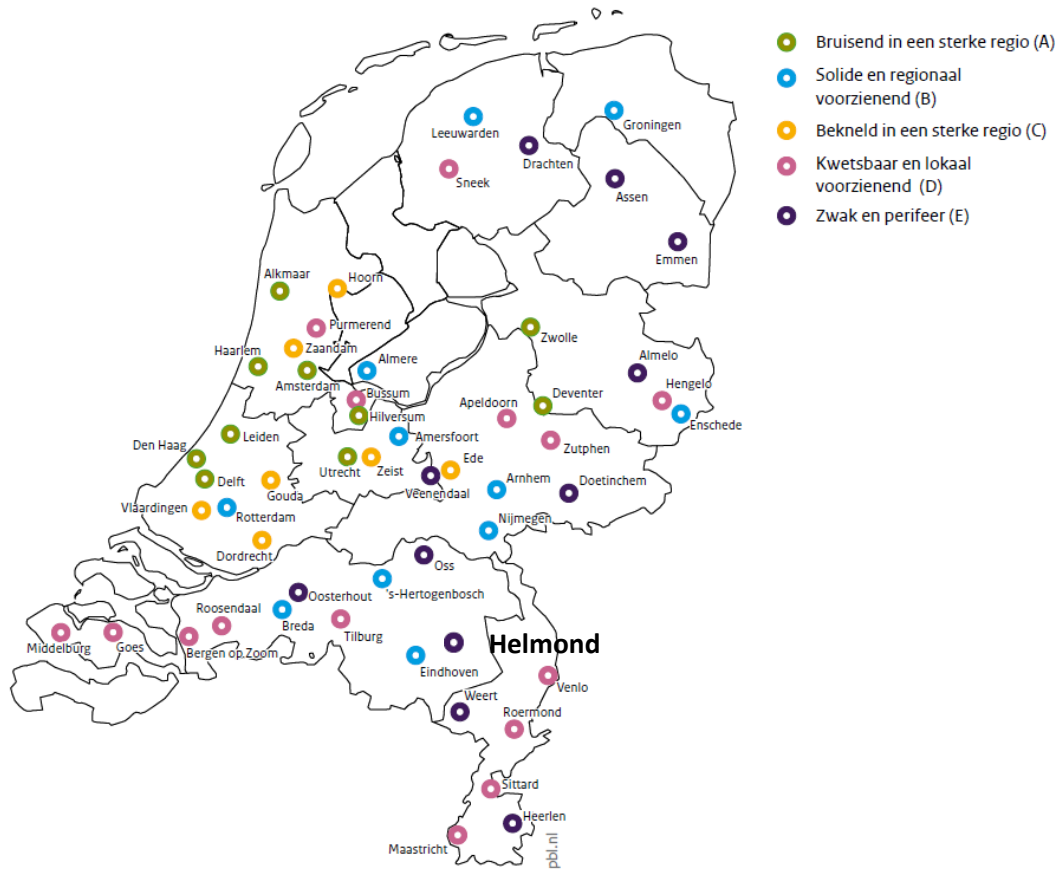 Bruisend in een sterke regio (A)
Solide en regionaal
voorzienend (B)
Bekneld in een sterke regio (C)
Kwetsbaar en lokaal
voorzienend (D)
Zwak en perifeer (E)
Leeuwarden
Groningen
Drachten
Sneek
Assen
Emmen
Alkmaar
Hoorn
Purmerend
Zaandam
Haarlem
Amsterdam
Almere
Zwolle
Almelo
Hengelo
Enschede
Bussum
Hilversum
Apeldoorn
Deventer
Leiden
Amersfoort
Zutphen
Den Haag
Delft
Utrecht
Zeist
Ede
Veenendaal
Arnhem
Doetinchem
Gouda
Vlaardingen
Rotterdam
Nijmegen
Dordrecht
Oss
's-Hertogenbosch
Oosterhout
Roosendaal
Breda
Tilburg
Middelburg
Goes
Bergen op Zoom
Helmond
Eindhoven
Venlo
Weert
Roermond
Sittard
Heerlen
Maastricht
pbl.nl